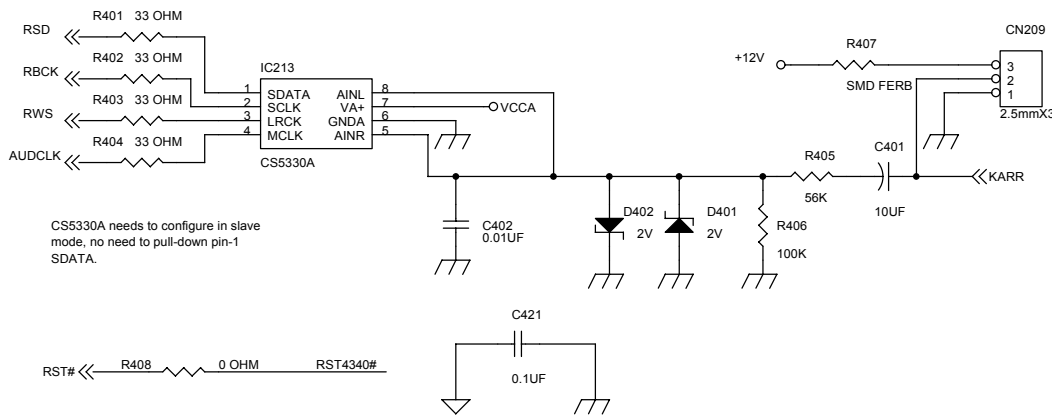 R401 33 OHM
RSD
R402
RBCK
33 OHM
R403
RWS
33 OHM
R404 33 OHM
AUDCLK
IC213
1 SDATA AINL 8
2 SCLK VA+ 7
3 LRCK GNDA 6
4 MCLK AINR 5
CS5330A
VCCA
CN209
+12V
R407
SMD FERB
3
2
1
2.5mmX3
C401
R405
KARR
56K
10UF
C402
0.01UF
D402
2V
D401
2V
R406
100K
CS5330A needs to configure in slave
mode, no need to pull-down pin-1
SDATA.
C421
0.1UF
RST# R408 0 OHM RST4340#